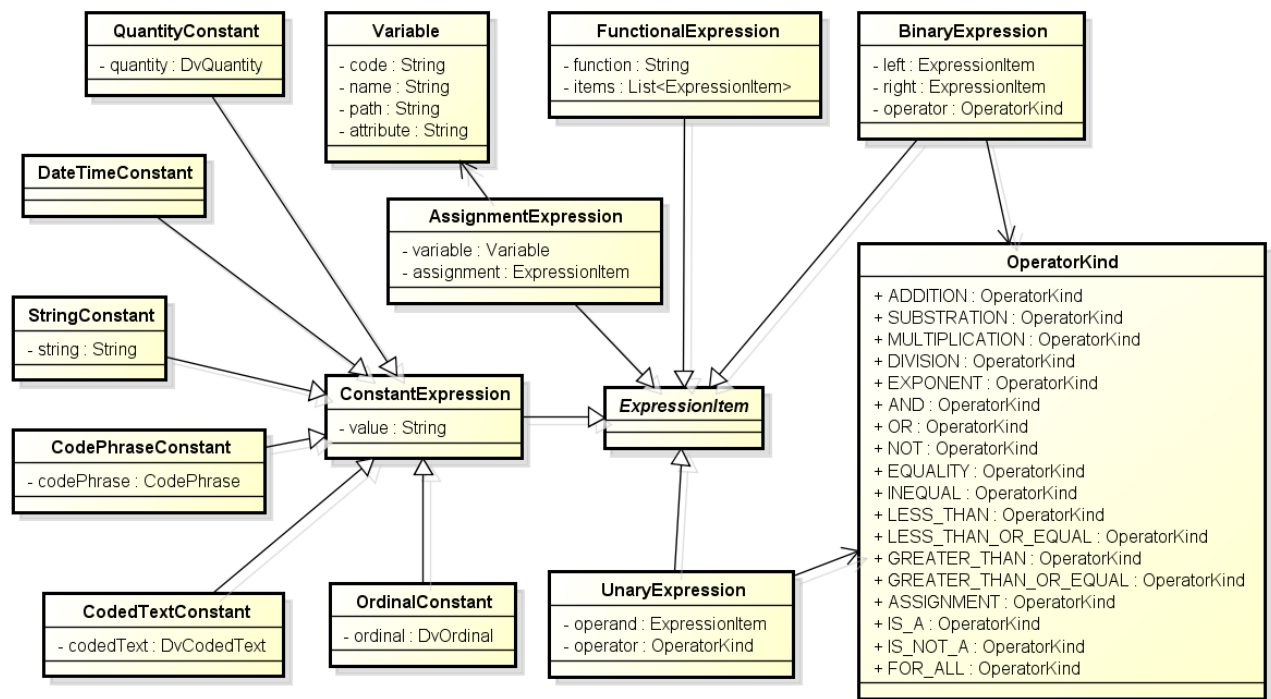 QuantityConstant
- quantity : DvQuantity
Variable
- code : String
- name : String
- path : String
- attribute : String
FunctionalExpression
- function : String
- items : List<ExpressionItem>
BinaryExpression
- left : ExpressionItem
- right : ExpressionItem
- operator : OperatorKind
DateTimeConstant
AssignmentExpression
- variable : Variable
- assignment : ExpressionItem
OperatorKind
+ ADDITION : OperatorKind
+ SUBSTRATION : OperatorKind
+ MULTIPLICATION : OperatorKind
+ DIVISION : OperatorKind
+ EXPONENT : OperatorKind
+ AND : OperatorKind
+ OR : OperatorKind
+ NOT : OperatorKind
+ EQUALITY : OperatorKind
+ INEQUAL : OperatorKind
+ LESS_THAN : OperatorKind
+ LESS_THAN_OR_EQUAL : OperatorKind
+ GREATER_THAN : OperatorKind
+ GREATER_THAN_OR_EQUAL : OperatorKind
+ ASSIGNMENT : OperatorKind
+ IS_A : OperatorKind
+ IS_NOT_A : OperatorKind
+ FOR_ALL : OperatorKind
StringConstant
- string : String
ConstantExpression
- value : String
ExpressionItem
CodePhraseConstant
- codePhrase : CodePhrase
CodedTextConstant
- codedText : DvCodedText
OrdinalConstant
- ordinal : DvOrdinal
UnaryExpression
- operand : ExpressionItem
- operator : OperatorKind